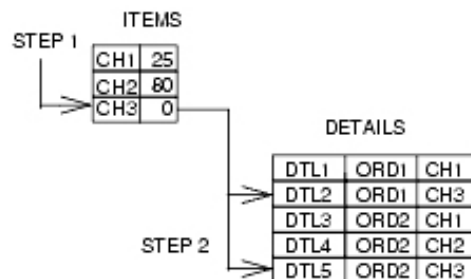 ITEMS
STEP 1
CH1 25
CH2 80
CH3 0
DETAILS
DTL1 ORD1 CH1
DTL2 ORD1 CH3
DTL3 ORD2 CH1
STEP 2
DTL4 ORD2 CH2
DTL5 ORD2 CH3